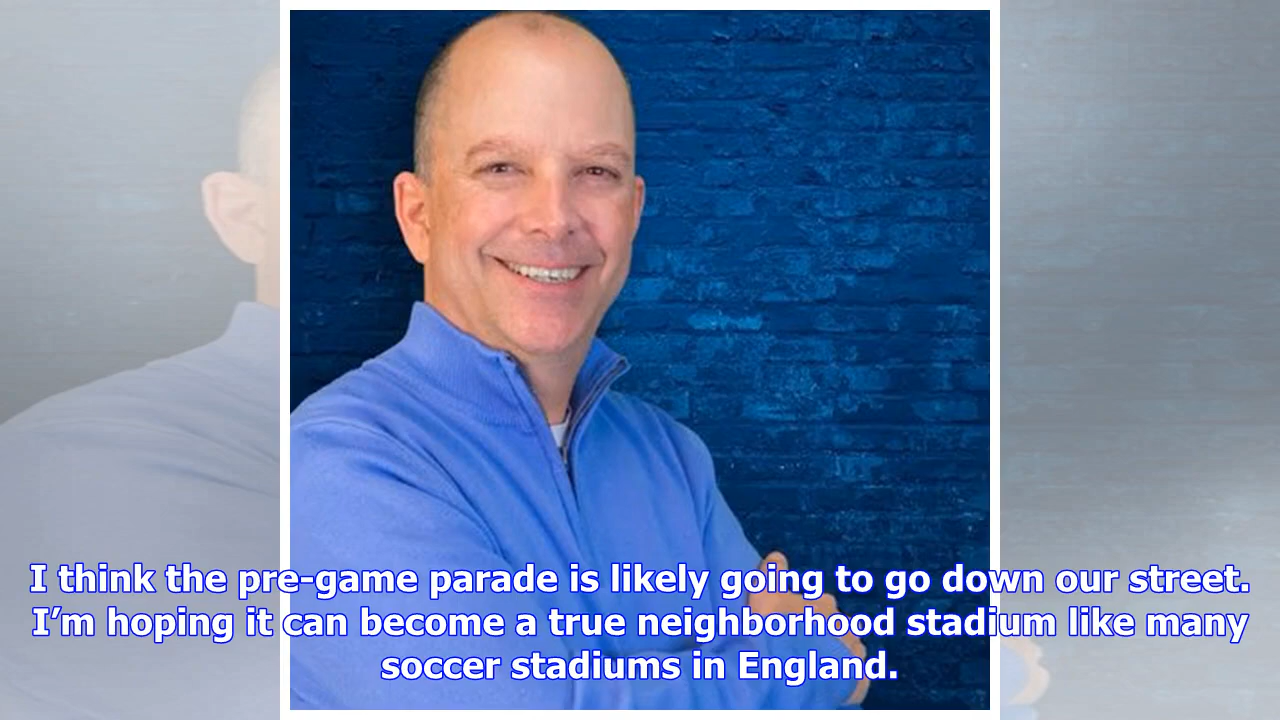 I think the pre-game parade is likely going to go down our street.
I’m hoping it can become a true neighborhood stadium like many
soccer stadiums in England.